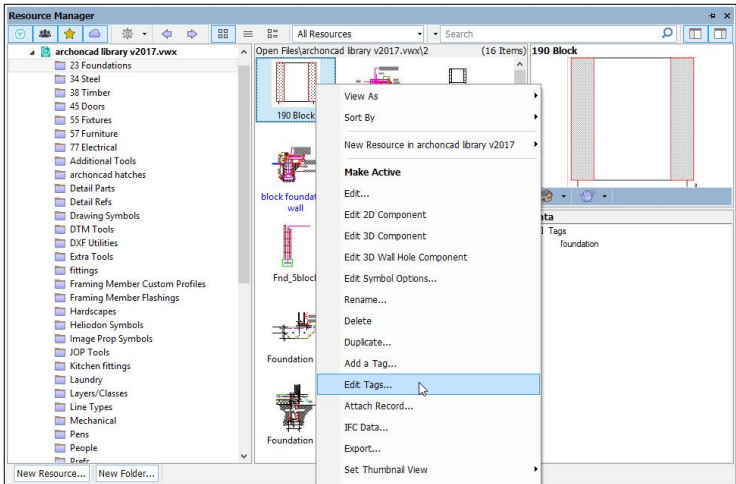 Resource Manager
All Resources
Search
archoncad library v2017.vwx
23 Foundations
34 Steel
38 Timber
45 Doors
55 Fixtures
57 Furniture
77 Electrical
Additional Tools
archoncad hatches
Detail Parts
Detail Refs
Drawing Symbols
DTM Tools
DXF Utilities
Extra Tools
fittings
Framing Member Custom Profiles
Framing Member Flashings
Hardscapes
Heliodon Symbols
Image Prop Symbols
JOP Tools
Kitchen fittings
Laundry
Layers/Classes
Line Types
Mechanical
Pens
People
Prefs
New Resource... New Folder...
Open Files\archoncad library v2017.vwx\2 (16 Items)
190 Block
block foundat
wall
Fnd_5bloc
Foundation
Foundation
View As
Sort By
New Resource in archoncad library v2017
Make Active
Edit...
Edit 2D Component
Edit 3D Component
Edit 3D Wall Hole Component
Edit Symbol Options...
Rename...
Delete
Duplicate...
Add a Tag...
Edit Tags...
Attach Record...
IFC Data...
Export...
Set Thumbnail View
190 Block
ata
Tags
foundation